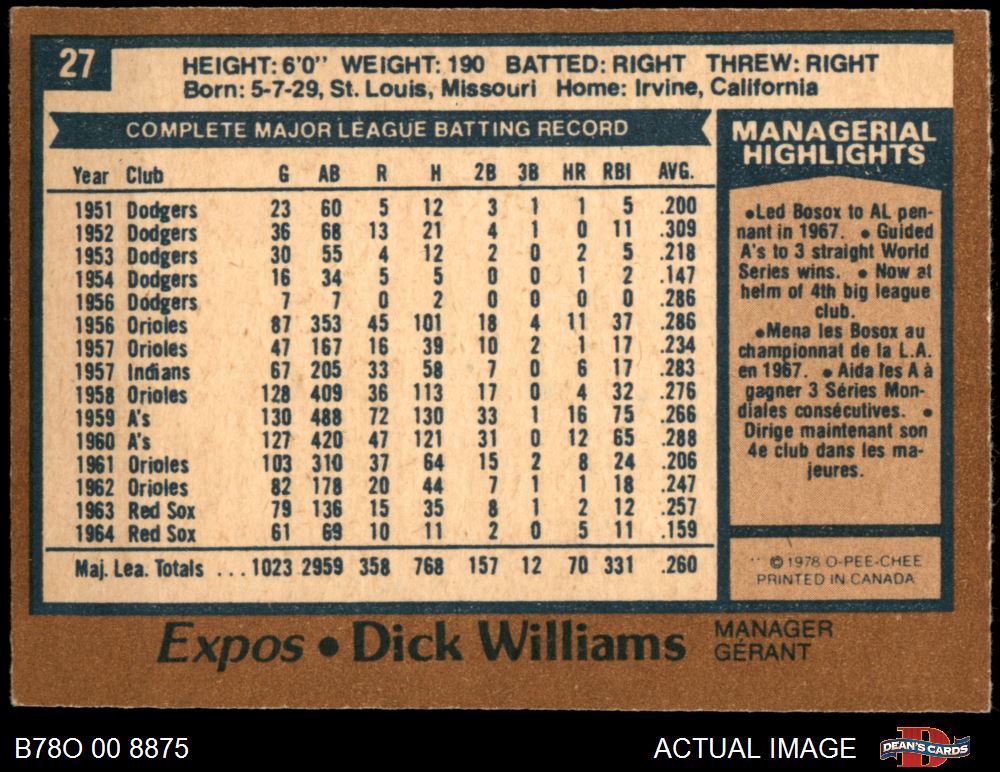 27
HEIGHT: 6'0" WEIGHT: 190 BATTED: RIGHT THREW: RIGHT
Born: 5-7-29, St. Louis, Missouri Home: Irvine, California
COMPLETE MAJOR LEAGUE BATTING RECORD
Year Club G AB R H 2B 3B HR RBI AVG.
1951 Dodgers 23 60 5 12 3 1 1 5 .200
1952 Dodgers 36 68 13 21 4 1 0 11 .309
1953 Dodgers 30 55 4 12 2 0 2 5 .218
1954 Dodgers 16 34 5 5 0 0 1 2 .147
1956 Dodgers 7 7 0 2 0 0 0 0 .286
1956 Orioles 87 353 45 101 18 4 11 37 .286
1957 Orioles 47 167 16 39 10 2 1 17 .234
1957 Indians 67 205 33 58 7 0 6 17 .283
1958 Orioles 128 409 36 113 17 0 4 32 .276
1959 A's 130 488 72 130 33 1 16 75 .266
1960 A's 127 420 47 121 31 0 12 65 .288
1961 Orioles 103 310 37 64 15 2 8 24 .206
1962 Orioles 82 178 20 44 7 1 1 18 .247
1963 Red Sox 79 136 15 35 8 1 2 12 .257
1964 Red Sox 61 69 10 11 2 0 5 11 .159
Maj. Lea. Totals ... 1023 2959 358 768 157 12 70 331 .260
MANAGERIAL
HIGHLIGHTS
•Led Bosox to AL pen-
nant in 1967. • Guided
A's to 3 straight World
Series wins. • Now at
helm of 4th big league
club.
•Mena les Bosox au
championnat de la L.A.
en 1967. • Aida les A à
gagner 3 Séries Mon-
diales consécutives. •
Dirige maintenant son
4e club dans les ma-
jeures.
© 1978 O-PEE-CHEE
PRINTED IN CANADA
Expos • Dick Williams
MANAGER
GÉRANT
B78O 00 8875
ACTUAL IMAGE
DEAN'S CARDS